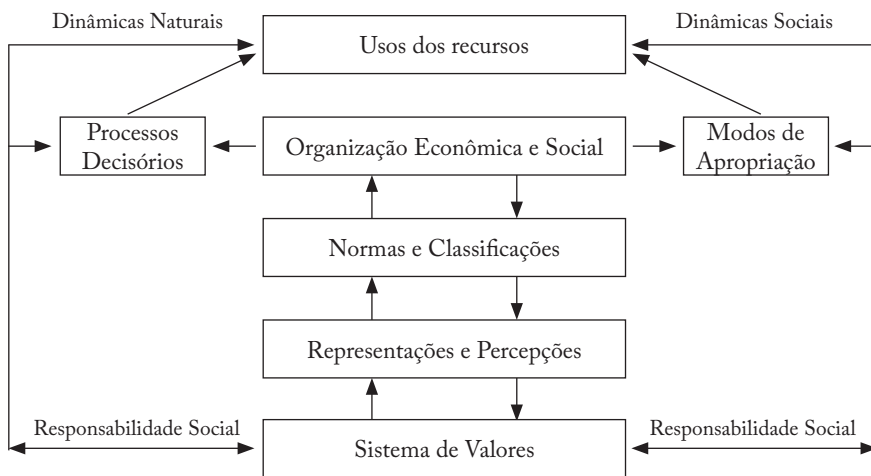 Dinâmicas Naturais
Dinâmicas Sociais
Usos dos recursos
Processos
Decisórios
Organização Econômica e Social
Modos de
Apropriação
Normas e Classificações
Representações e Percepções
Responsabilidade Social
Sistema de Valores
Responsabilidade Social